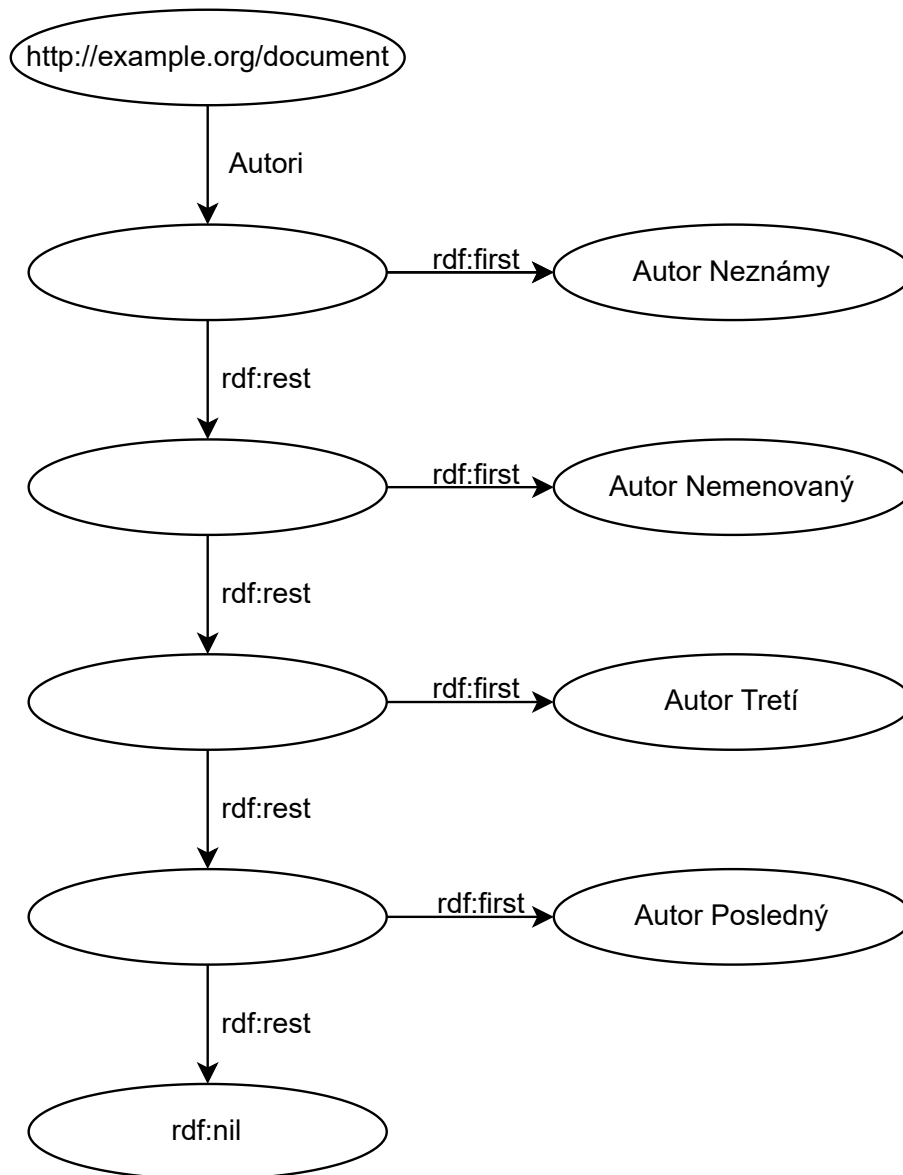 http://example.org/document
Autori
rdf:first
Autor Neznámy
rdf:rest
rdf:first
Autor Nemenovaný
rdf:rest
rdf:first
Autor Tretí
rdf:rest
rdf:first
Autor Posledný
rdf:rest
rdf:nil